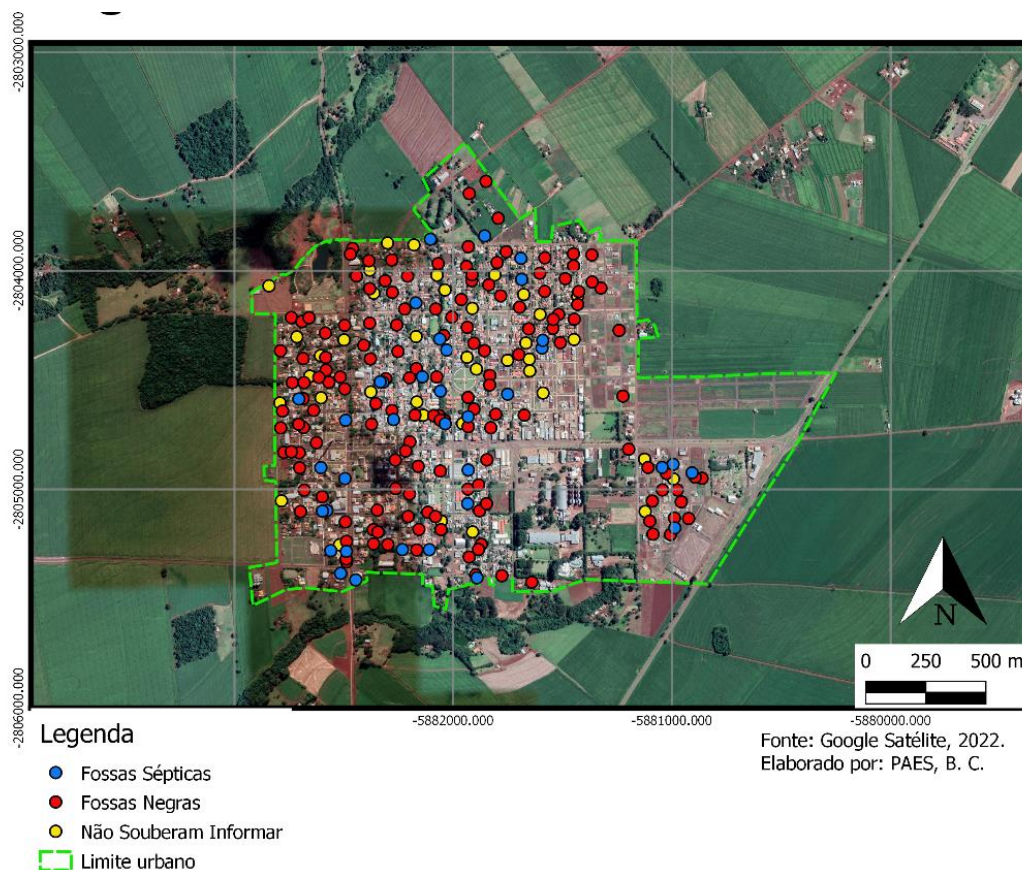 -2803000.000
-2804000.000
-2805000.000
-2806000.000
-5882000.000
-5881000.000
-5880000.000
N
0 250 500 m
Legenda
Fossas Sépticas
Fossas Negras
Não Souberam Informar
Limite urbano
Fonte: Google Satélite, 2022.
Elaborado por: PAES, B. C.